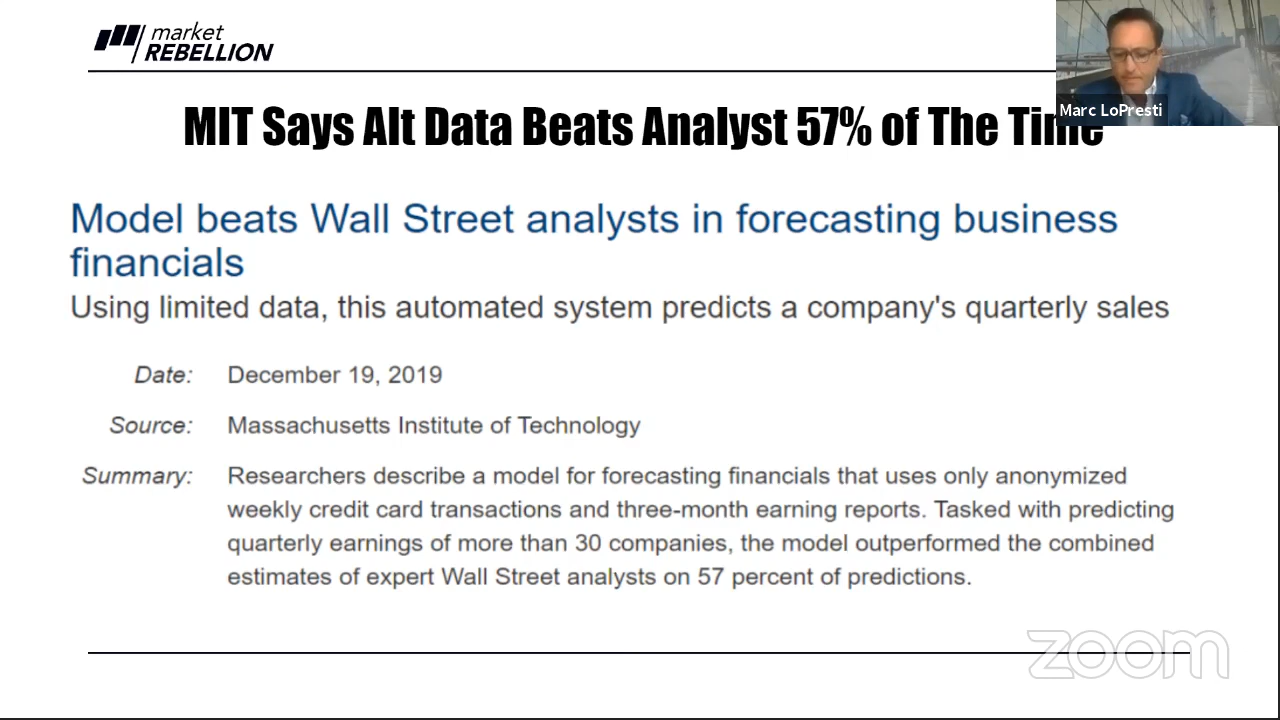 market
REBELLION
Marc LoPresti
MIT Says Alt Data Beats Analyst 57% of The Time
Model beats Wall Street analysts in forecasting business
financials
Using limited data, this automated system predicts a company's quarterly sales
Date: December 19, 2019
Source: Massachusetts Institute of Technology
Summary: Researchers describe a model for forecasting financials that uses only anonymized
weekly credit card transactions and three-month earning reports. Tasked with predicting
quarterly earnings of more than 30 companies, the model outperformed the combined
estimates of expert Wall Street analysts on 57 percent of predictions.
zoom